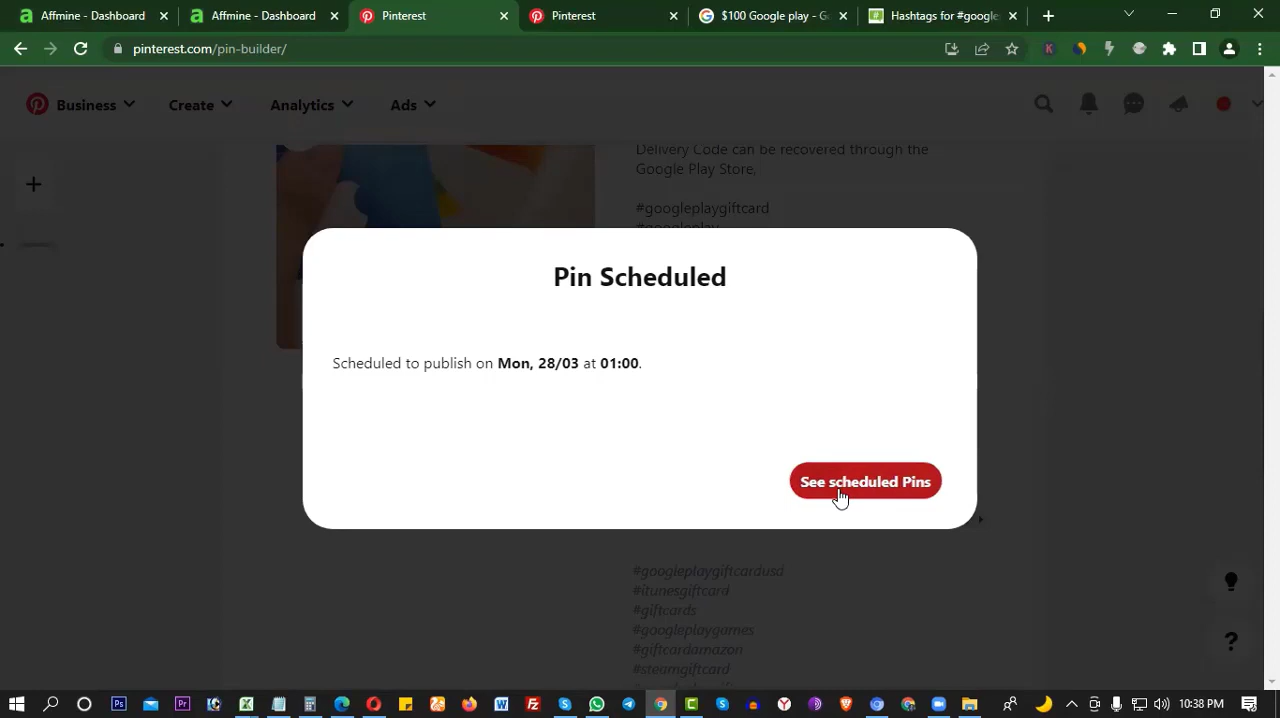 Affmine - Dashboard
Affmine - Dashboard
Pinterest
Pinterest
$100 Google play - Go
Hashtags for #google
pinterest.com/pin-builder/
Business
Create
Analytics
Ads
Delivery Code can be recovered through the
Google Play Store,
#googleplaygiftcard
#googleplay
Pin Scheduled
Scheduled to publish on Mon, 28/03 at 01:00.
See scheduled Pins
#googleplaygiftcardusd
#itunesgiftcard
#giftcards
#googleplaygames
#giftcardamazon
#steamgiftcard
10:38 PM